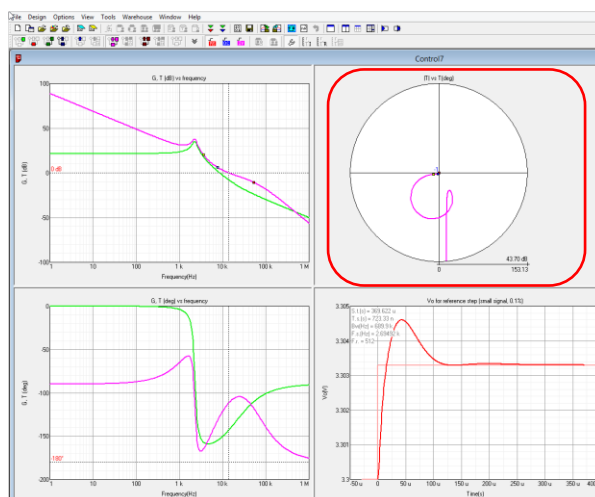 File Design Options View Tools Warehouse Window Help
Control7
G, T (dB) vs frequency
100
50
0 dB
0
-50
-100
G, T (dB)
1 10 100 1 k 10 k 100 k 1 M
Frequency(Hz)
|T| vs T(deg)
-1
43.70 dB
0 153.13
G, T (deg) vs frequency
0
-50
-100
-150
-180°
-200
G, T (deg)
1 10 100 1 k 10 k 100 k 1 M
Frequency(Hz)
Vo for reference step (small signal, 0.1%)
3.305
3.304
3.303
3.301
3.3
S.t.(s) = 369.622 u
Vo(V)
-50 u 0 50 u 100 u 150 u 200 u 250 u 300 u 350 u 400
Time(s)